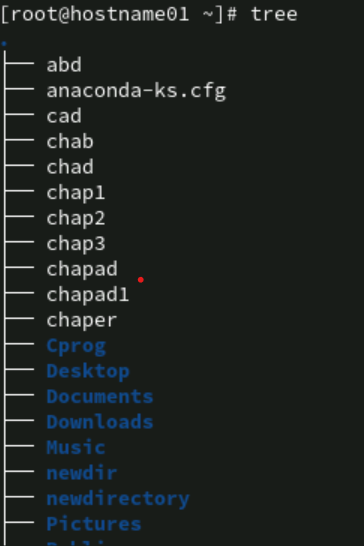 [root@hostname01 ~]# tree
.
├── abd
├── anaconda-ks.cfg
├── cad
├── chab
├── chad
├── chap1
├── chap2
├── chap3
├── chapad
├── chapad1
├── chaper
├── Cprog
├── Desktop
├── Documents
├── Downloads
├── Music
├── newdir
├── newdirectory
├── Pictures